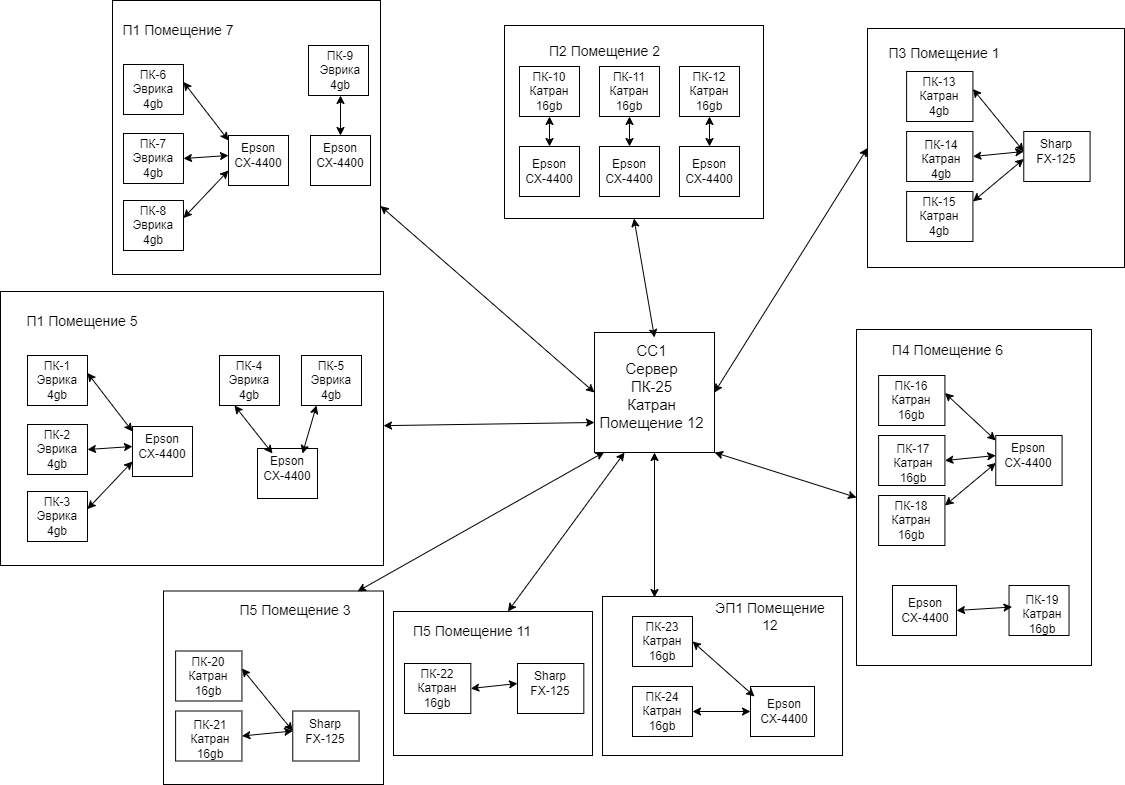 П1 Помещение 7
ПК-6
Эврика
4gb
ПК-7
Эврика
4gb
ПК-8
Эврика
4gb
Epson
CX-4400
ПК-9
Эврика
4gb
Epson
CX-4400
П2 Помещение 2
ПК-10
Катран
16gb
ПК-11
Катран
16gb
ПК-12
Катран
16gb
Epson
CX-4400
Epson
CX-4400
Epson
CX-4400
П3 Помещение 1
ПК-13
Катран
4gb
ПК-14
Катран
4gb
ПК-15
Катран
4gb
Sharp
FX-125
П1 Помещение 5
ПК-1
Эврика
4gb
ПК-2
Эврика
4gb
ПК-3
Эврика
4gb
Epson
CX-4400
ПК-4
Эврика
4gb
ПК-5
Эврика
4gb
Epson
CX-4400
СС1
Сервер
ПК-25
Катран
Помещение 12
П4 Помещение 6
ПК-16
Катран
16gb
ПК-17
Катран
16gb
ПК-18
Катран
16gb
Epson
CX-4400
Epson
CX-4400
ПК-19
Катран
16gb
П5 Помещение 3
ПК-20
Катран
16gb
ПК-21
Катран
16gb
Sharp
FX-125
П5 Помещение 11
ПК-22
Катран
16gb
Sharp
FX-125
ЭП1 Помещение
12
ПК-23
Катран
16gb
ПК-24
Катран
16gb
Epson
CX-4400